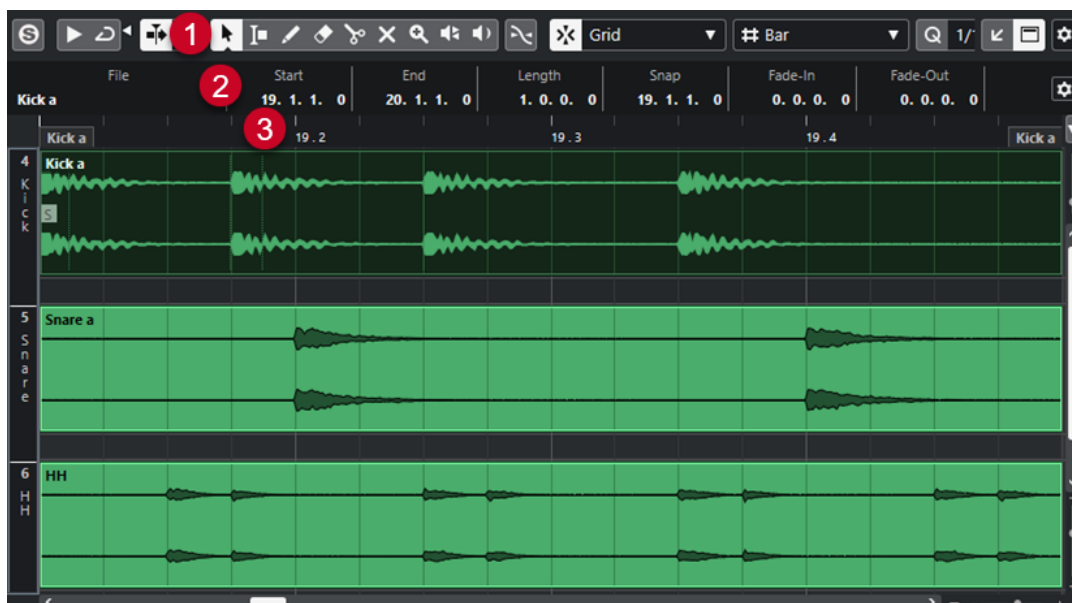 S 1 Grid Bar Q 1/
File Start End Length Snap Fade-In Fade-Out
2
Kick a 19. 1. 1. 0 20. 1. 1. 0 1. 0. 0. 0 19. 1. 1. 0 0. 0. 0. 0 0. 0. 0. 0
Kick a 3 19.2 19.3 19.4 Kick a
4 Kick a
Kick
S
5 Snare a
Snare
6 HH
HH